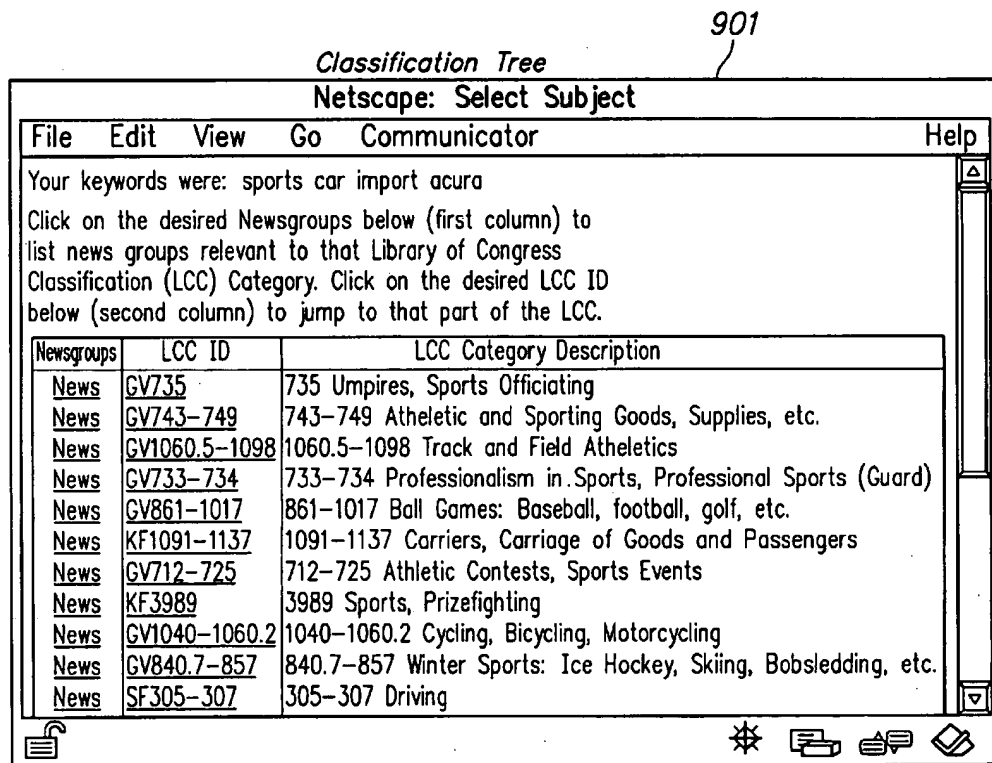 901
Classification Tree
Netscape: Select Subject
File Edit View Go Communicator Help
Your keywords were: sports car import acura
Click on the desired Newsgroups below (first column) to
list news groups relevant to that Library of Congress
Classification (LCC) Category. Click on the desired LCC ID
below (second column) to jump to that part of the LCC.
Newsgroups LCC ID LCC Category Description
News GV735 735 Umpires, Sports Officiating
News GV743-749 743-749 Atheletic and Sporting Goods, Supplies, etc.
News GV1060.5-1098 1060.5-1098 Track and Field Atheletics
News GV733-734 733-734 Professionalism in Sports, Professional Sports (Guard)
News GV861-1017 861-1017 Ball Games: Baseball, football, golf, etc.
News KF1091-1137 1091-1137 Carriers, Carriage of Goods and Passengers
News GV712-725 712-725 Athletic Contests, Sports Events
News KF3989 3989 Sports, Prizefighting
News GV1040-1060.2 1040-1060.2 Cycling, Bicycling, Motorcycling
News GV840.7-857 840.7-857 Winter Sports: Ice Hockey, Skiing, Bobsledding, etc.
News SF305-307 305-307 Driving